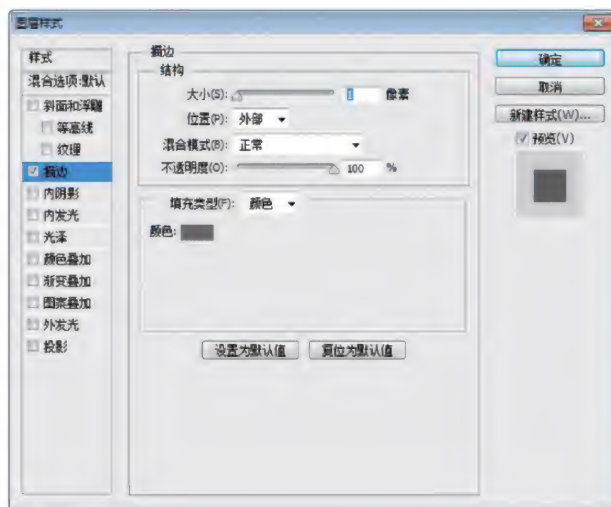 图层样式
样式
混合选项:默认
斜面和浮雕
等高线
纹理
描边
内阴影
内发光
光泽
颜色叠加
渐变叠加
图案叠加
外发光
投影
描边
结构
大小(S): 1 像素
位置(P): 外部
混合模式(B): 正常
不透明度(O): 100 %
填充类型(F): 颜色
颜色:
设置为默认值 复位为默认值
确定
取消
新建样式(W)...
预览(V)